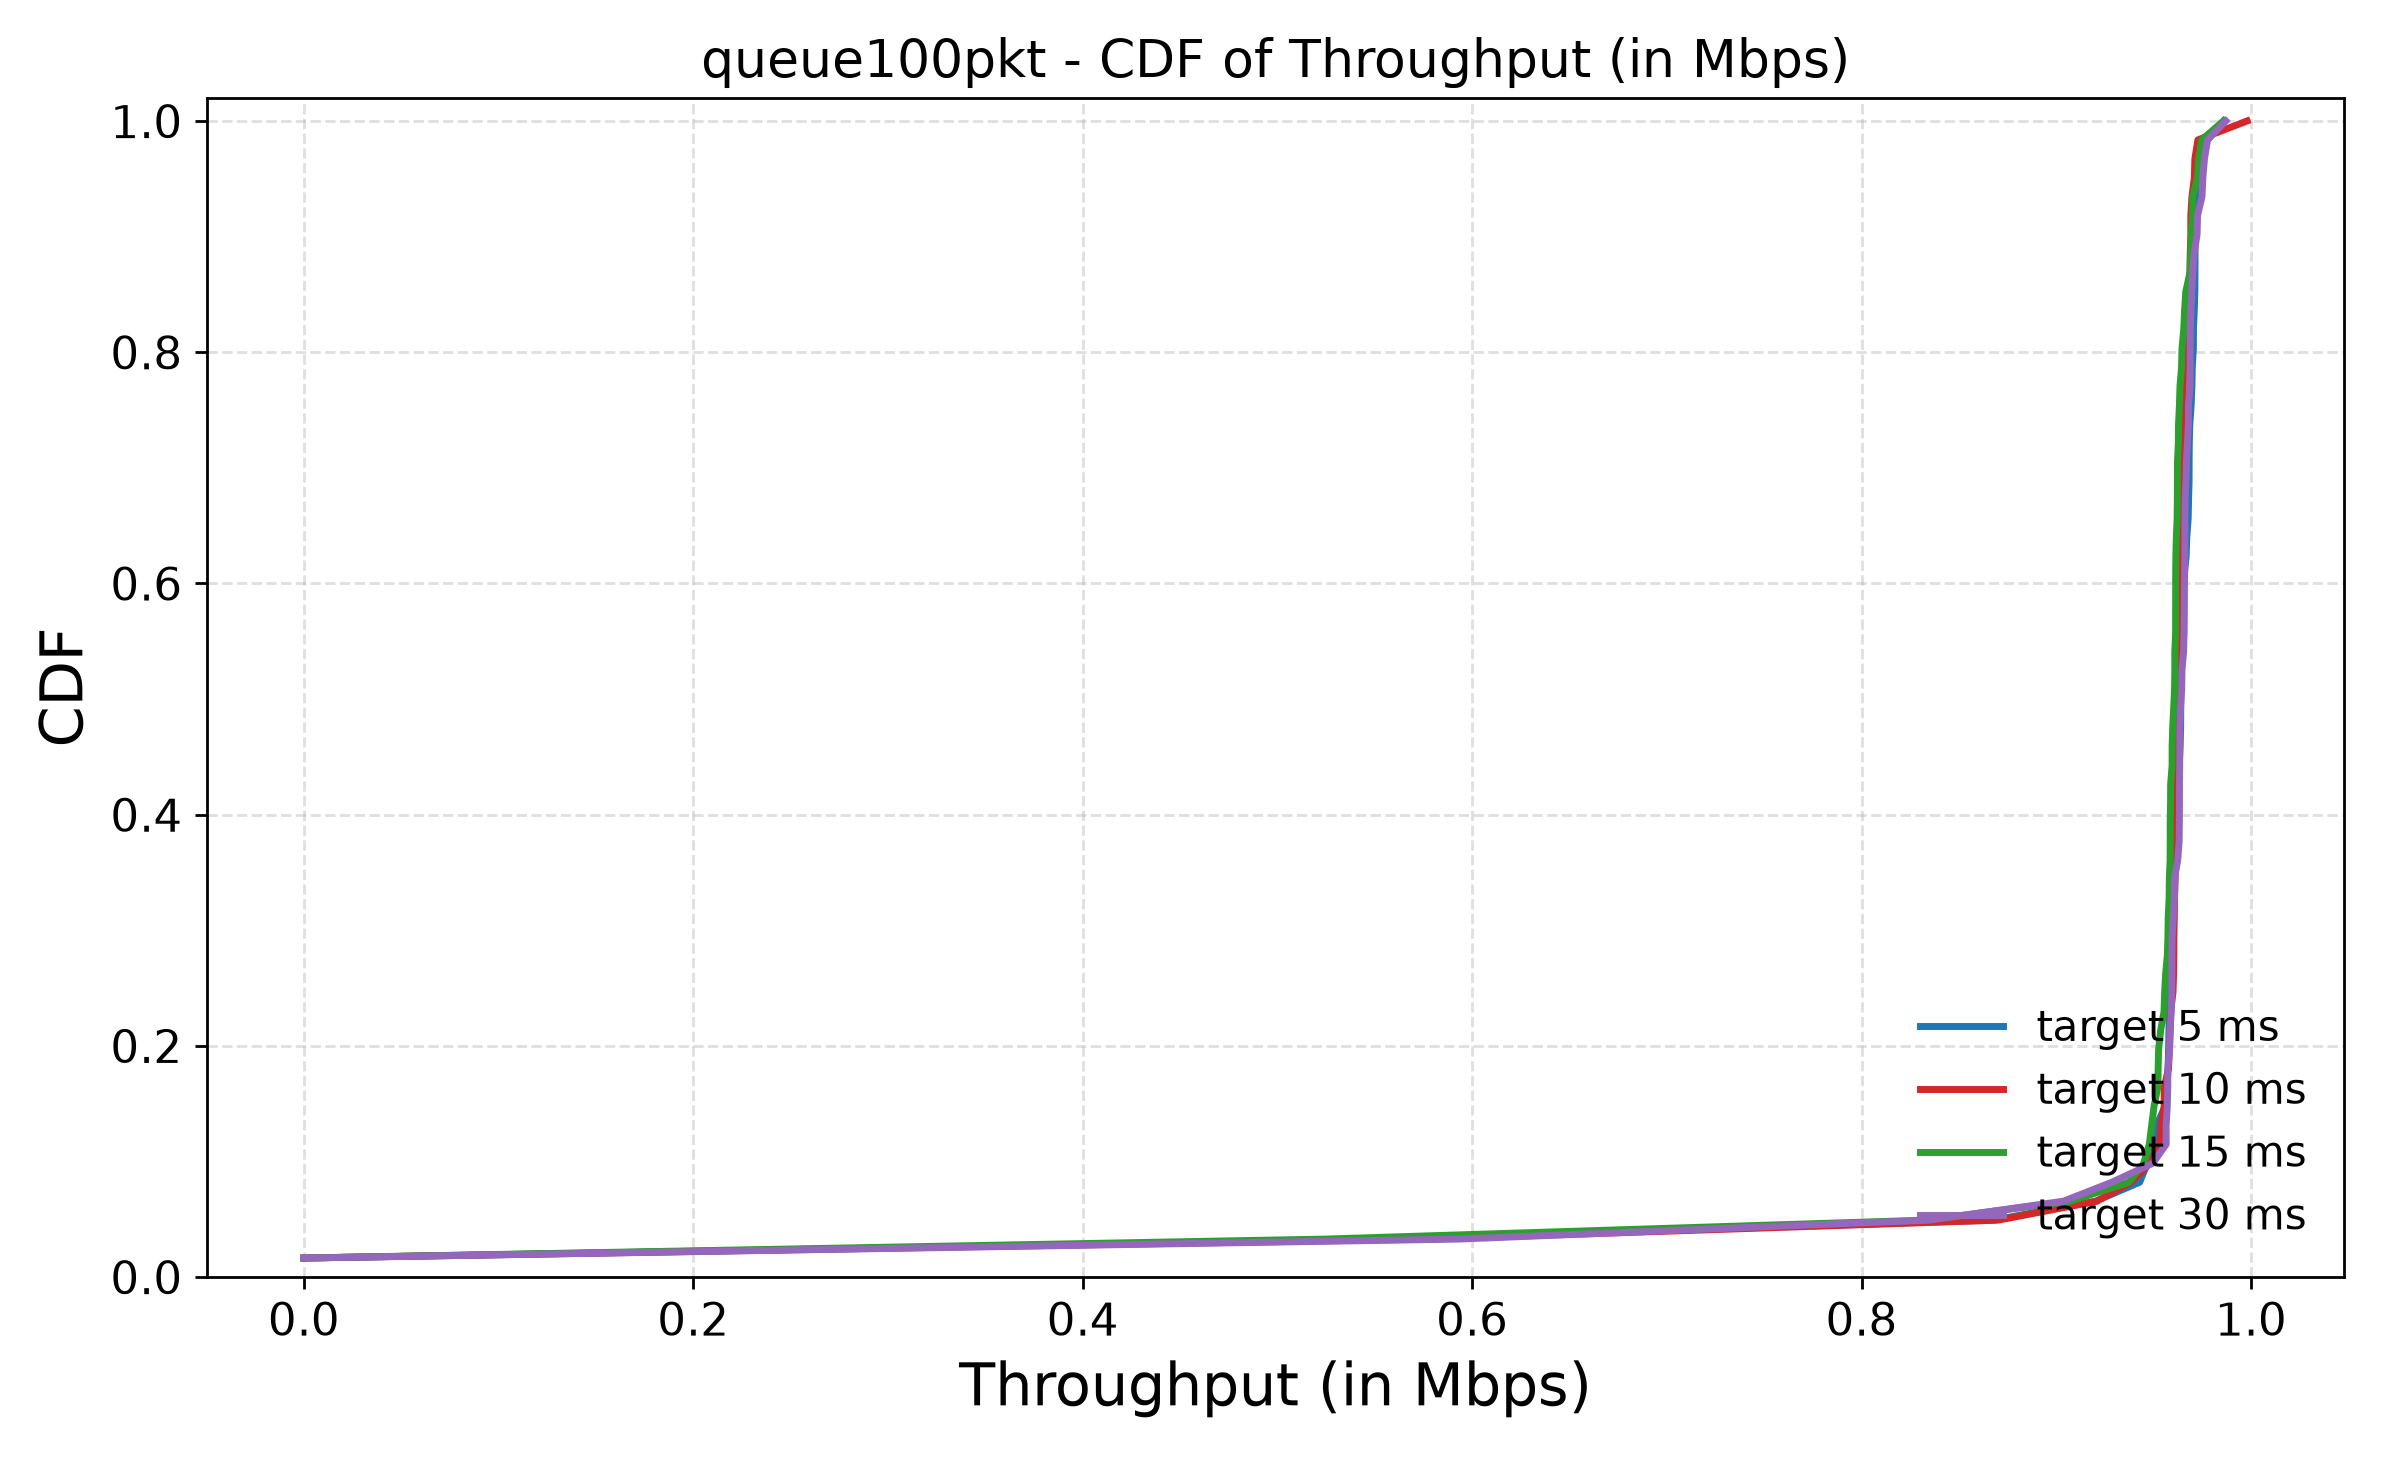 queue100pkt - CDF of Throughput (in Mbps)
1.0
0.8
0.6
0.4
0.2
0.0
CDF
target 5 ms
target 10 ms
target 15 ms
target 30 ms
0.0 0.2 0.4 0.6 0.8 1.0
Throughput (in Mbps)